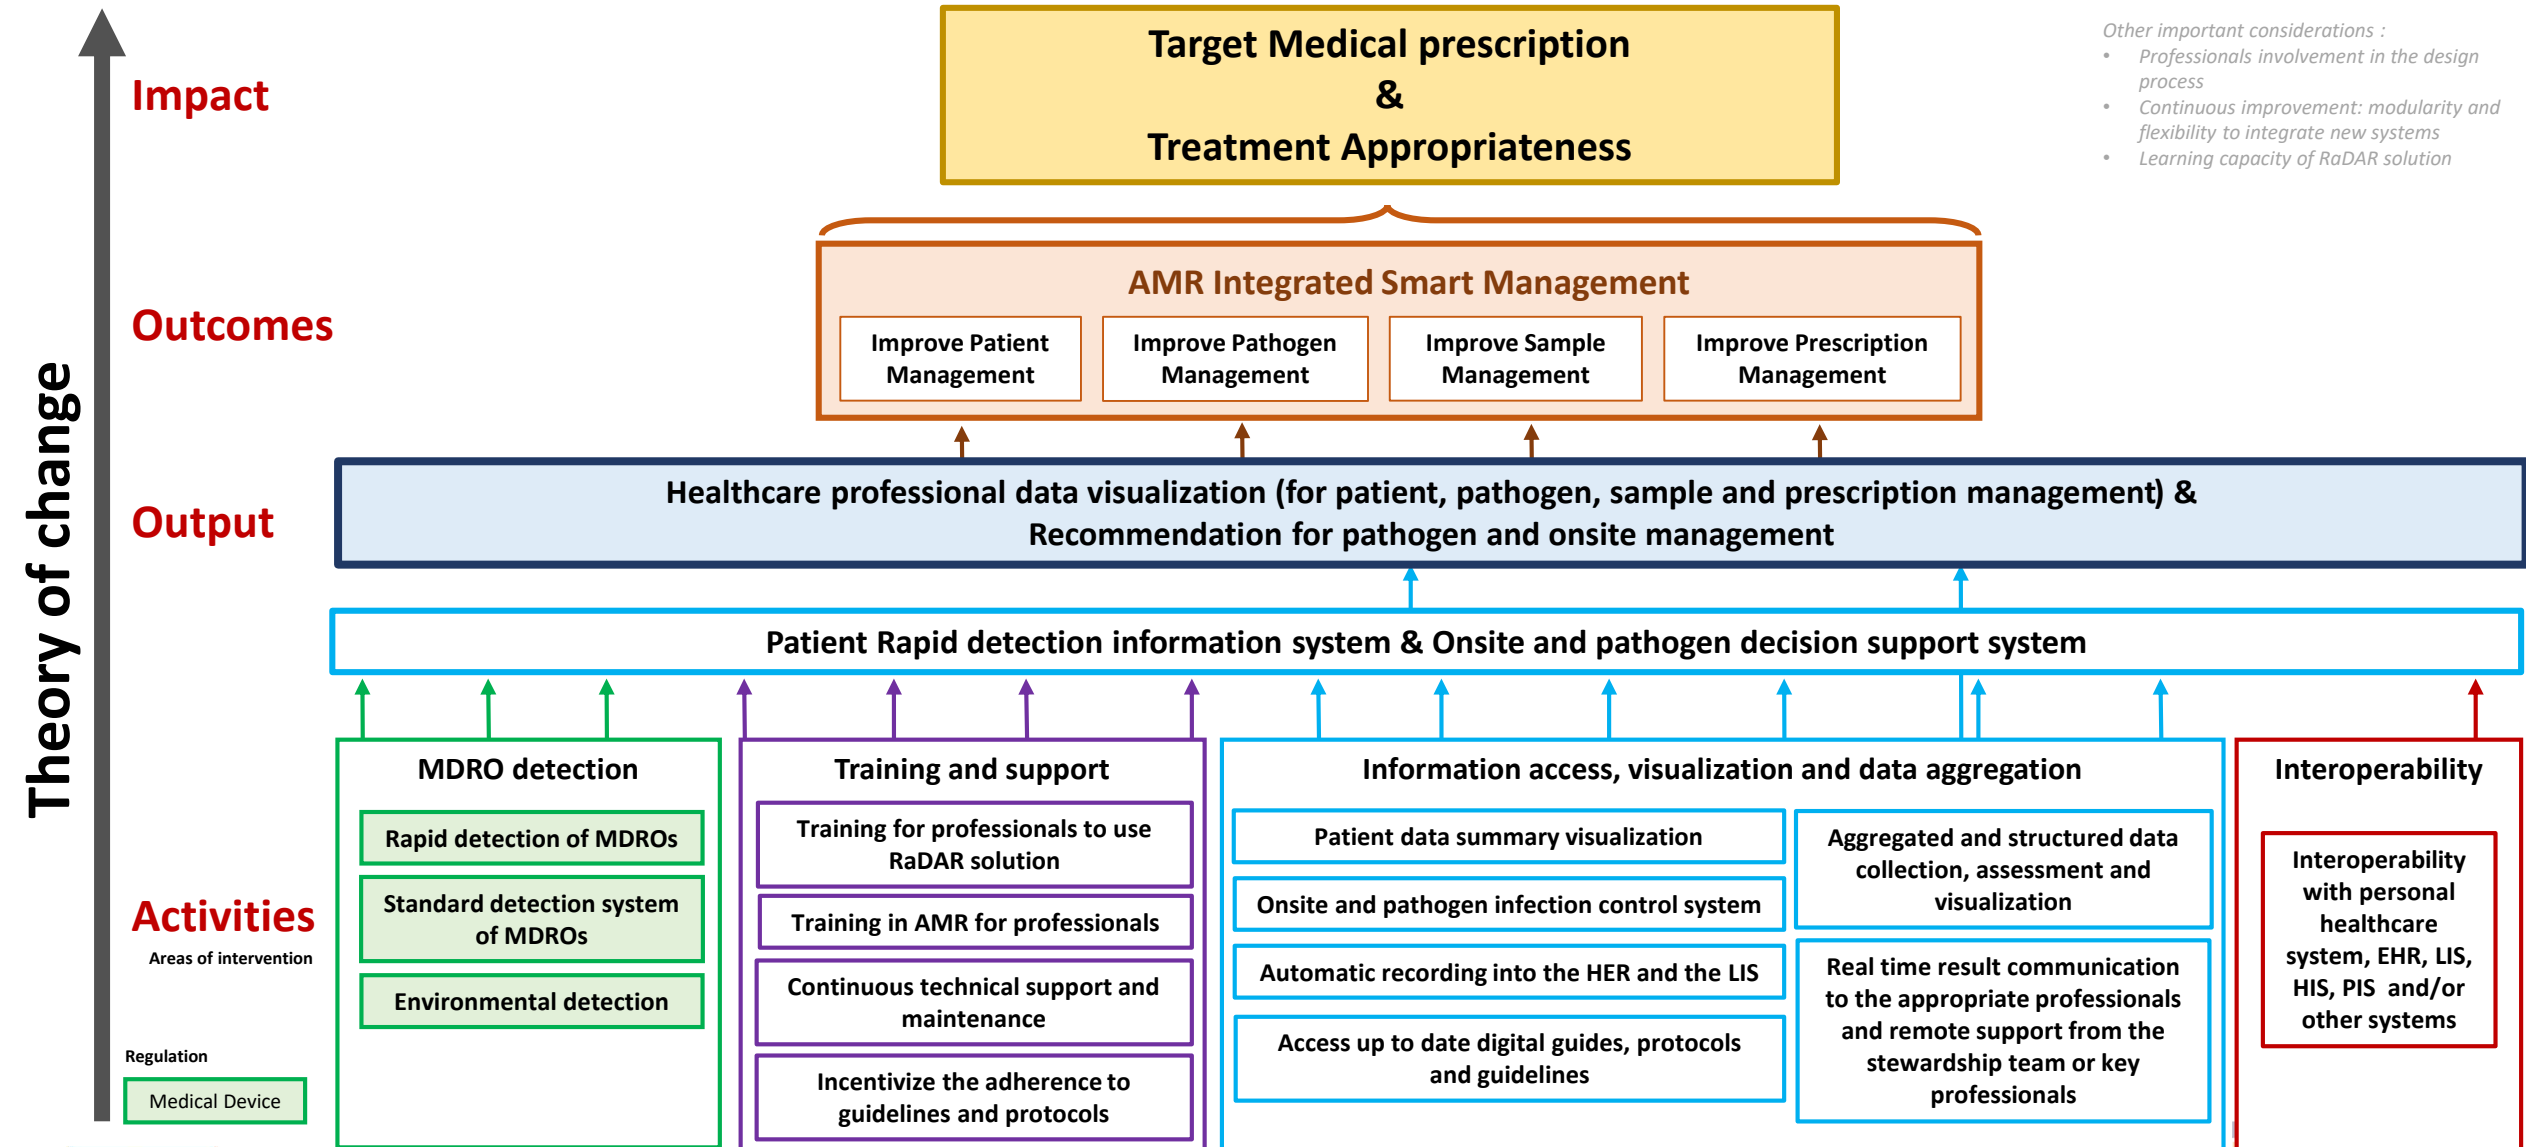 Theory of change
Impact
Target Medical prescription
&
Treatment Appropriateness
Other important considerations :
• Professionals involvement in the design
process
• Continuous improvement: modularity and
flexibility to integrate new systems
• Learning capacity of RaDAR solution
Outcomes
AMR Integrated Smart Management
Improve Patient
Management
Improve Pathogen
Management
Improve Sample
Management
Improve Prescription
Management
Output
Healthcare professional data visualization (for patient, pathogen, sample and prescription management) &
Recommendation for pathogen and onsite management
Patient Rapid detection information system & Onsite and pathogen decision support system
Activities
Areas of intervention
MDRO detection
Rapid detection of MDROs
Standard detection system
of MDROs
Environmental detection
Training and support
Training for professionals to use
RaDAR solution
Training in AMR for professionals
Continuous technical support and
maintenance
Incentivize the adherence to
guidelines and protocols
Information access, visualization and data aggregation
Patient data summary visualization
Onsite and pathogen infection control system
Automatic recording into the HER and the LIS
Access up to date digital guides, protocols
and guidelines
Aggregated and structured data
collection, assessment and
visualization
Real time result communication
to the appropriate professionals
and remote support from the
stewardship team or key
professionals
Interoperability
Interoperability
with personal
healthcare
system, EHR, LIS,
HIS, PIS and/or
other systems
Regulation
Medical Device